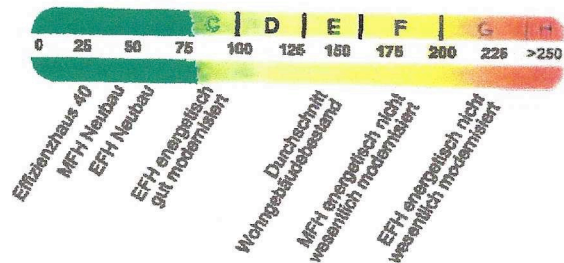 C D E F G H
0 25 50 75 100 125 150 175 200 225 >250
Effizienzhaus 40
MFH Neubau
EFH Neubau
EFH energetisch
gut modernisiert
Durchschnitt
Wohngebäudebestand
MFH energetisch nicht
wesentlich modernisiert
EFH energetisch nicht
wesentlich modernisiert